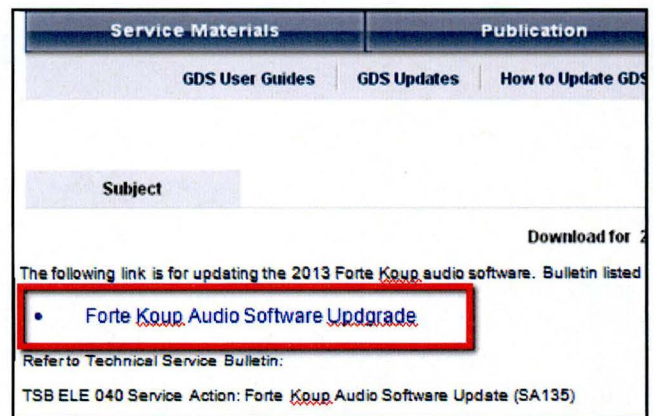 Service Materials Publication
GDS User Guides GDS Updates How to Update GDS
Subject
Download for 2
The following link is for updating the 2013 Forte Koup audio software. Bulletin listed
• Forte Koup Audio Software Updgrade
Refer to Technical Service Bulletin:
TSB ELE 040 Service Action: Forte Koup Audio Software Update (SA135)